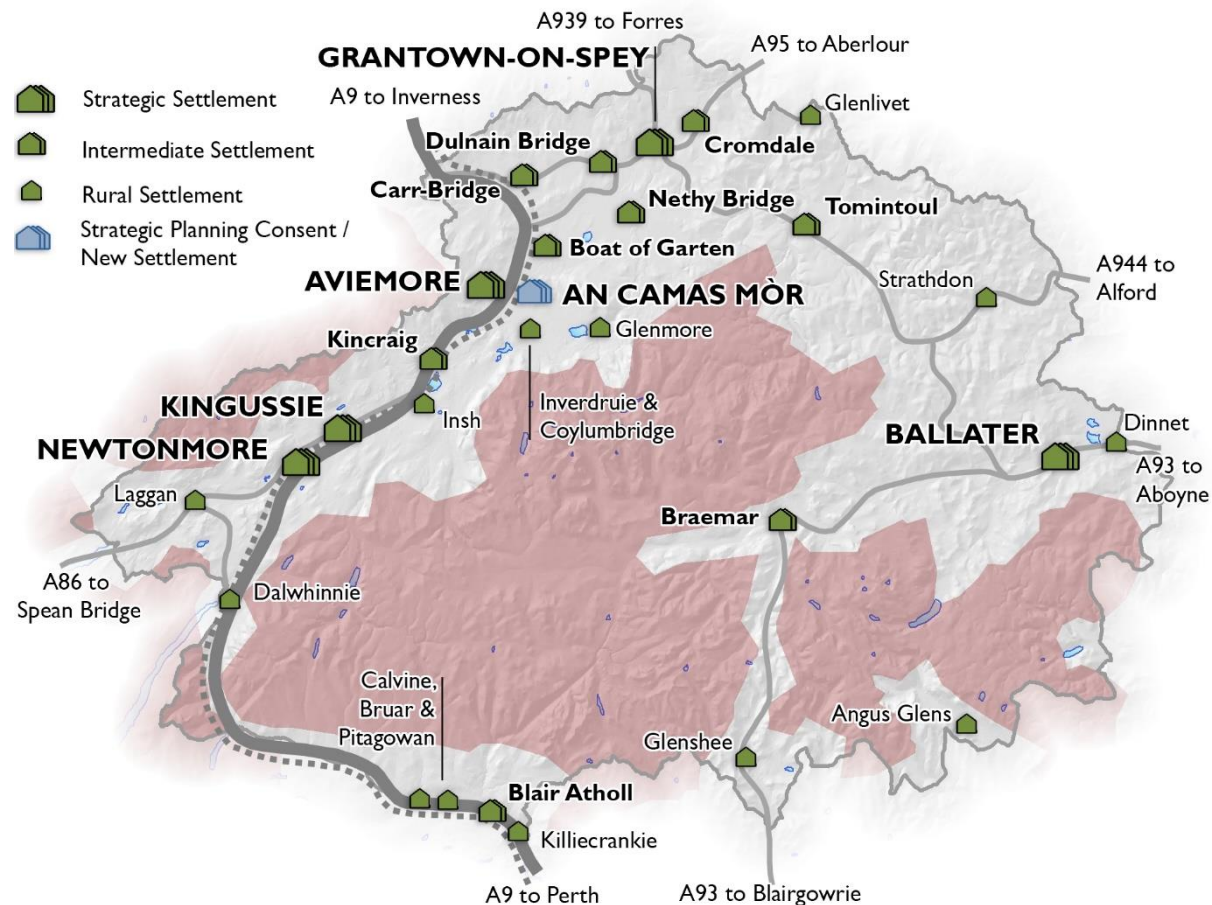 A939 to Forres
A95 to Aberlour
GRANTOWN-ON-SPEY
Strategic Settlement
A9 to Inverness
Glenlivet
Intermediate Settlement
Dulnain Bridge
Cromdale
Rural Settlement
Carr-Bridge
Nethy Bridge
Tomintoul
Strategic Planning Consent /
New Settlement
Boat of Garten
A944 to
Alford
Strathdon
AVIEMORE
AN CAMAS MÒR
Kincraig
Glenmore
KINGUSSIE
Insh
Inverdruie &
Coylumbridge
NEWTONMORE
BALLATER
Dinnet
A93 to
Aboyne
Laggan
Braemar
A86 to
Spean Bridge
Dalwhinnie
Calvine,
Bruar &
Pitagowan
Angus Glens
Glenshee
Blair Atholl
Killiecrankie
A9 to Perth
A93 to Blairgowrie